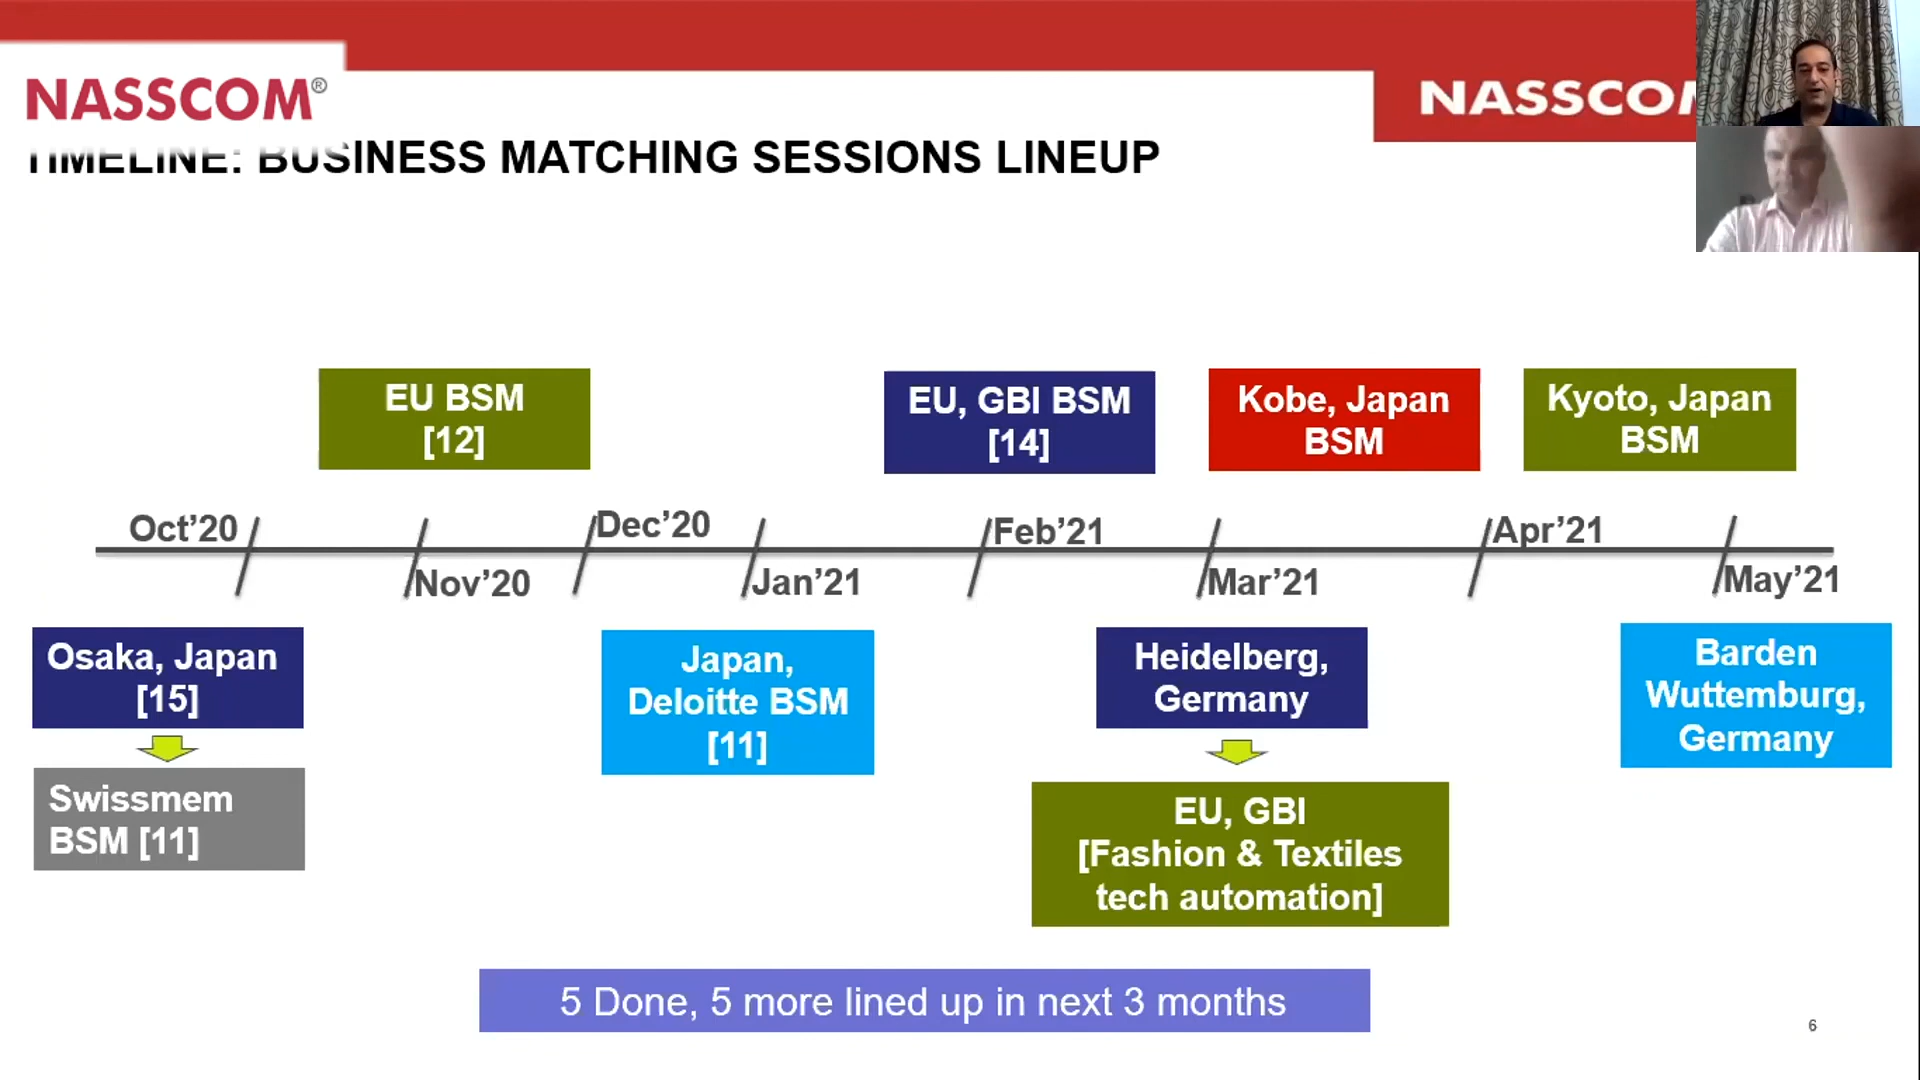 NASSCOM®
NASSCOM
TIMELINE: BUSINESS MATCHING SESSIONS LINEUP
EU BSM
[12]
EU, GBI BSM
[14]
Kobe, Japan
BSM
Kyoto, Japan
BSM
Oct’20
Nov’20
Dec’20
Jan’21
Feb’21
Mar’21
Apr’21
May’21
Osaka, Japan
[15]
Swissmem
BSM [11]
Japan,
Deloitte BSM
[11]
Heidelberg,
Germany
EU, GBI
[Fashion & Textiles
tech automation]
Barden
Wuttemburg,
Germany
5 Done, 5 more lined up in next 3 months
6